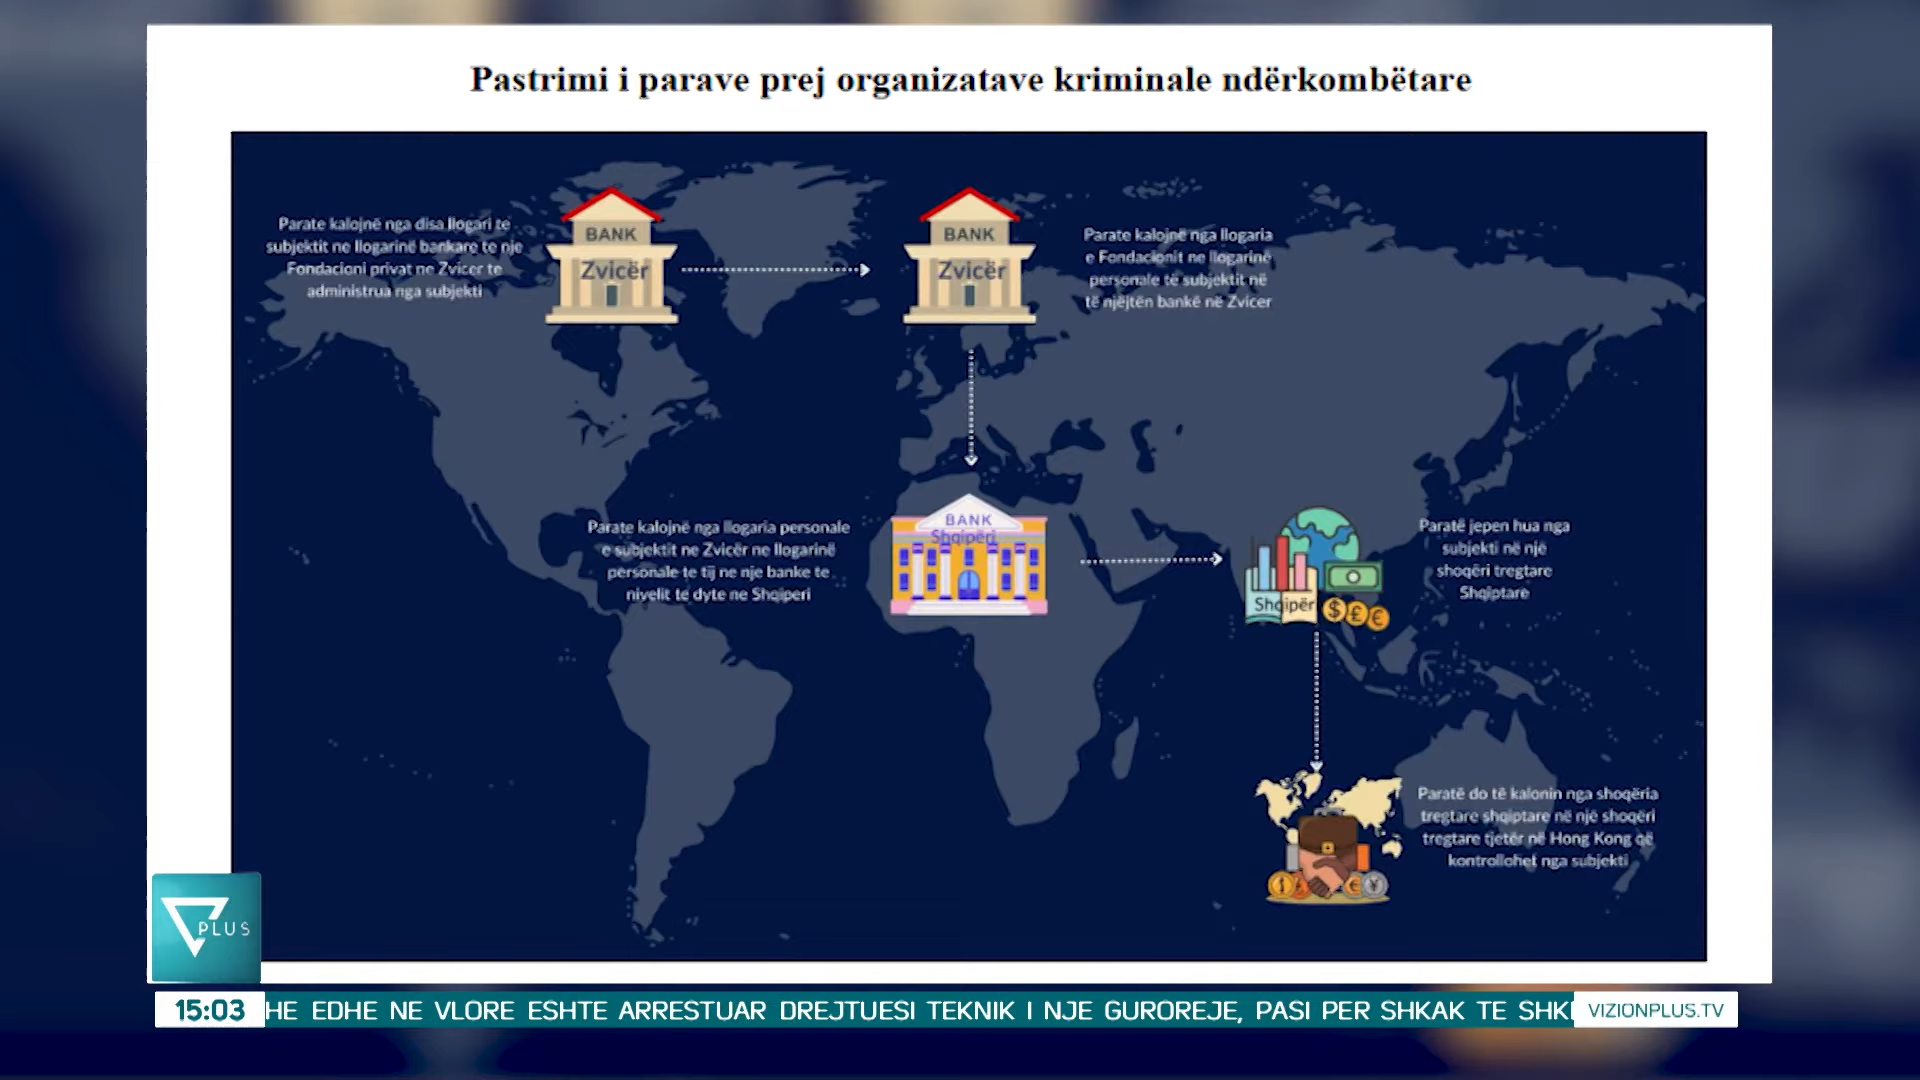 Pastrimi i parave prej organizatave kriminale ndërkombëtare
Parate kalojnë nga disa llogari te
subjektit ne llogarinë bankare te nje
Fondacioni privat ne Zvicer te
administrua nga subjekti
BANK
Zvicër
BANK
Zvicër
Parate kalojnë nga llogaria
e Fondacionit ne llogarinë
personale të subjektit në
të njëjtën bankë në Zvicer
Parate kalojnë nga llogaria personale
e subjektit ne Zvicër ne llogarinë
personale te tij ne nje banke te
nivelit të dyte ne Shqiperi
BANK
Shqipëri
Shqipër
$ £ €
Paratë jepen hua nga
subjekti në një
shoqëri tregtare
Shqiptare
Paratë do të kalonin nga shoqëria
tregtare shqiptare në një shoqëri
tregtare tjetër në Hong Kong që
kontrollohet nga subjekti
PLUS
15:03
HE EDHE NE VLORE ESHTE ARRESTUAR DREJTUESI TEKNIK I NJE GUROREJE, PASI PER SHKAK TE SHK
VIZIONPLUS.TV